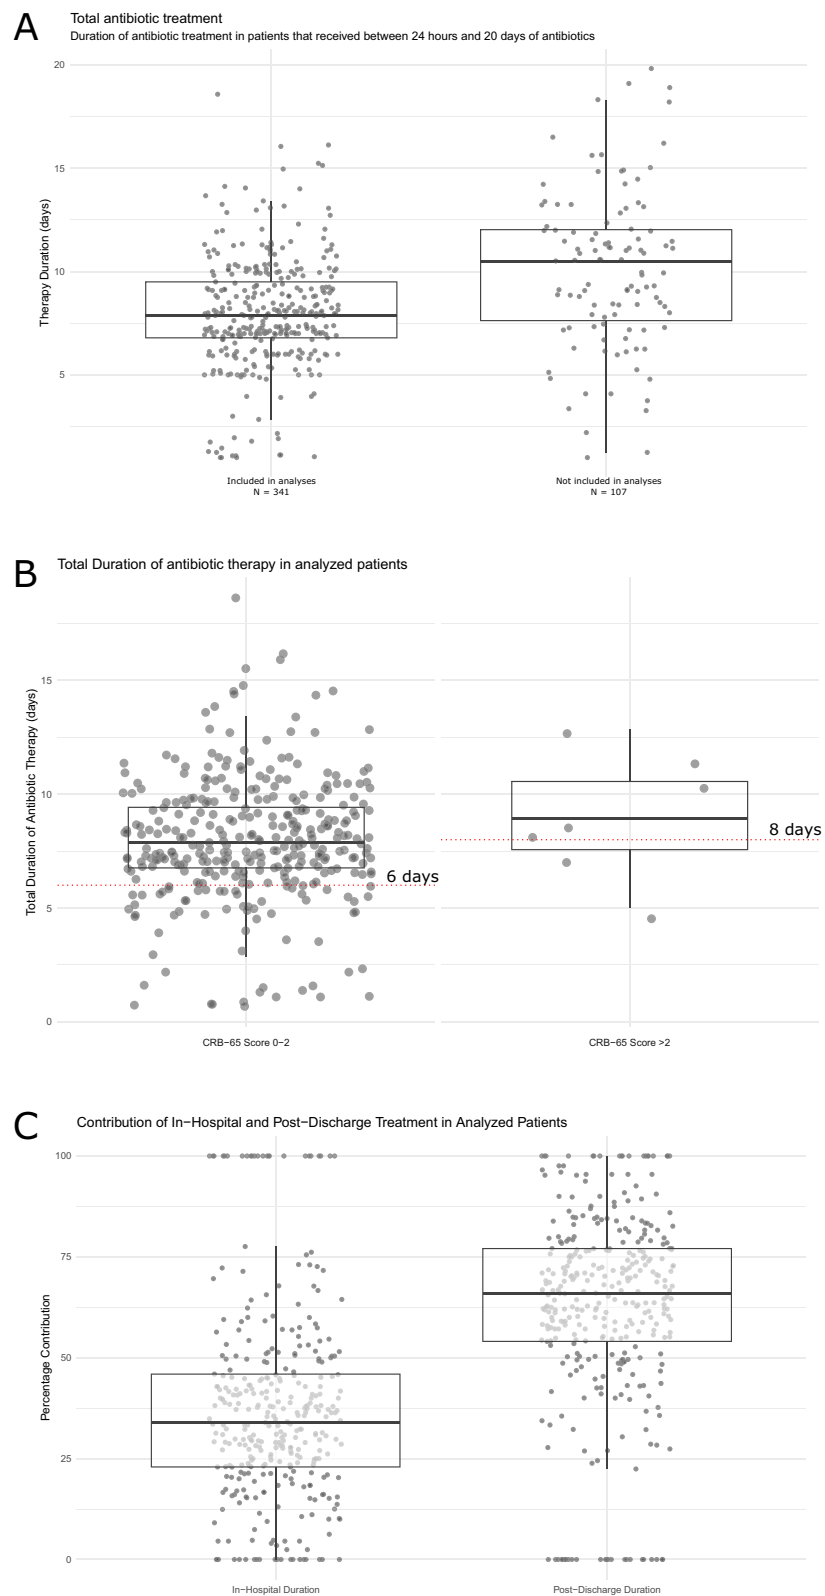 A
Total antibiotic treatment
Duration of antibiotic treatment in patients that received between 24 hours and 20 days of antibiotics
Therapy Duration (days)
20
15
10
5
Included in analyses
N = 341
Not included in analyses
N = 107
B
Total Duration of antibiotic therapy in analyzed patients
Total Duration of Antibiotic Therapy (days)
15
10
5
0
6 days
8 days
CRB−65 Score 0−2
CRB−65 Score >2
C
Contribution of In−Hospital and Post−Discharge Treatment in Analyzed Patients
Percentage Contribution
100
75
50
25
0
In−Hospital Duration
Post−Discharge Duration